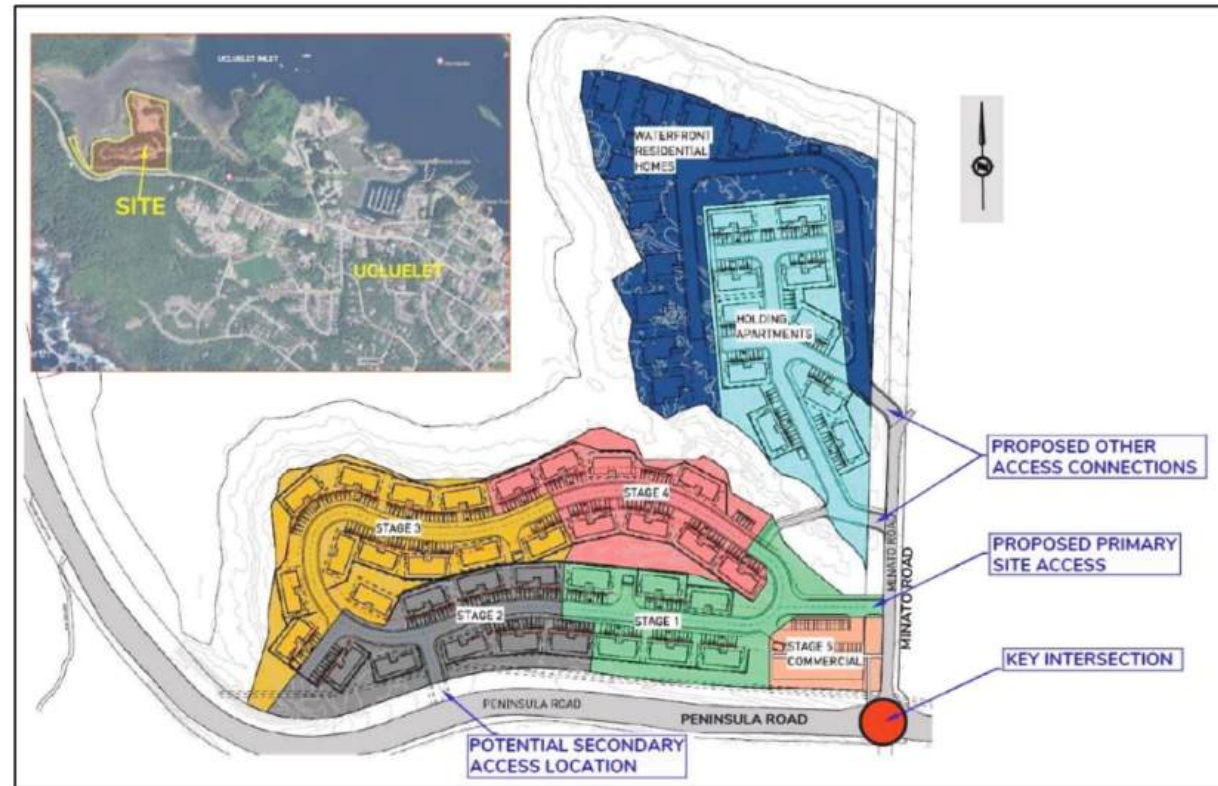 UCLUELET INLET
SITE
UCLUELET
WATERFRONT
RESIDENTIAL
HOMES
HOLDING
APARTMENTS
PROPOSED OTHER
ACCESS CONNECTIONS
STAGE 4
STAGE 3
PROPOSED PRIMARY
SITE ACCESS
MINATO ROAD
MINATO ROAD
STAGE 2
STAGE 1
STAGE 5
COMMERCIAL
KEY INTERSECTION
PENINSULA ROAD
PENINSULA ROAD
POTENTIAL SECONDARY
ACCESS LOCATION